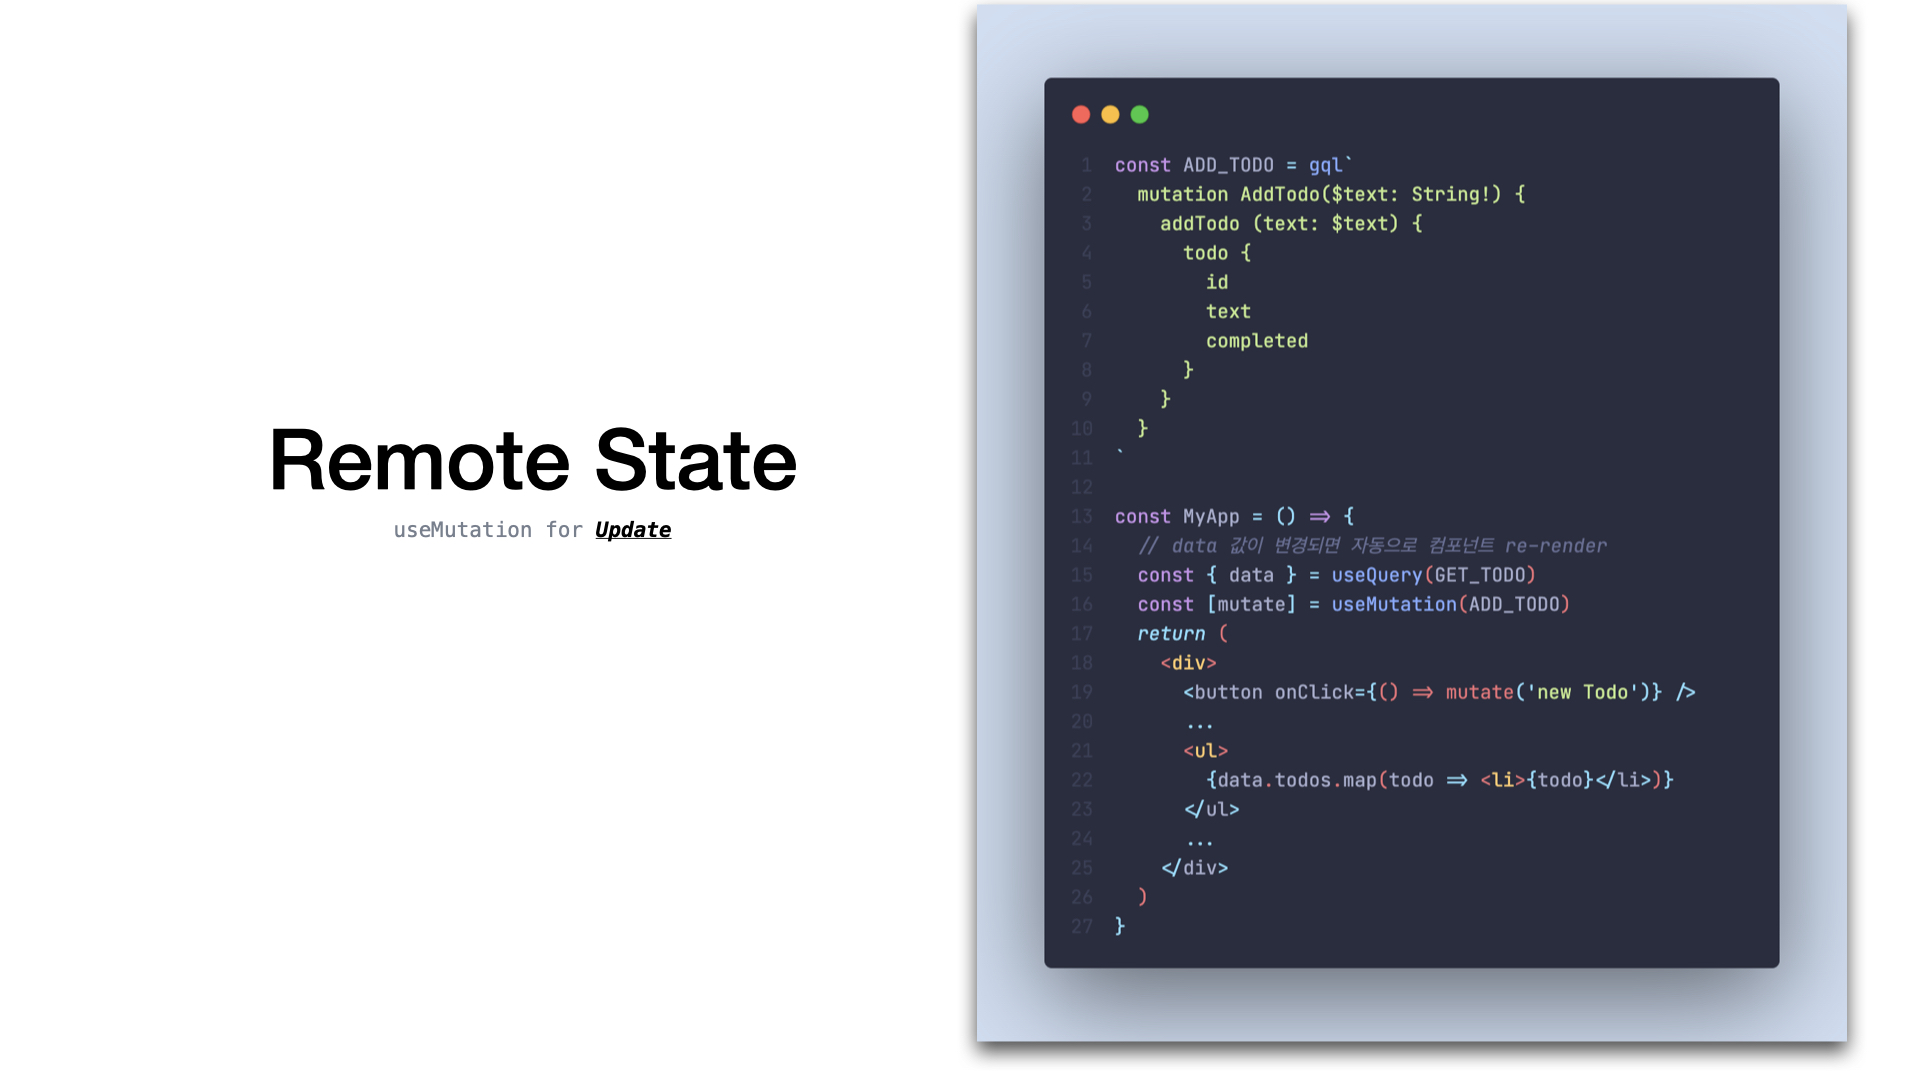 Remote State
useMutation for Update
1 const ADD_TODO = gql`
2   mutation AddTodo($text: String!) {
3     addTodo (text: $text) {
4       todo {
5         id
6         text
7         completed
8       }
9     }
10   }
11 `
12
13 const MyApp = () => {
14   // data 값이 변경되면 자동으로 컴포넌트 re-render
15   const { data } = useQuery(GET_TODO)
16   const [mutate] = useMutation(ADD_TODO)
17   return (
18     <div>
19       <button onClick={() => mutate('new Todo')} />
20       ...
21       <ul>
22         {data.todos.map(todo => <li>{todo}</li>)}
23       </ul>
24       ...
25     </div>
26   )
27 }